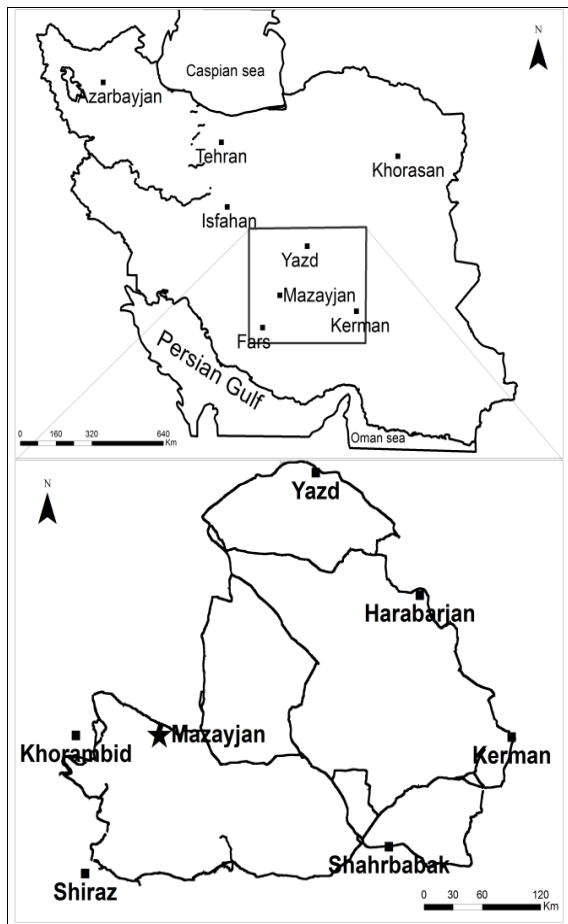 Caspian sea
N
Azarbayjan
Tehran
Khorasan
Isfahan
Yazd
Mazayjan
Kerman
Fars
Persian Gulf
Oman sea
0 160 320 640
Km
N
Yazd
Harabarjan
Mazayjan
Khorambid
Kerman
Shahrbabak
Shiraz
0 30 60 120
Km